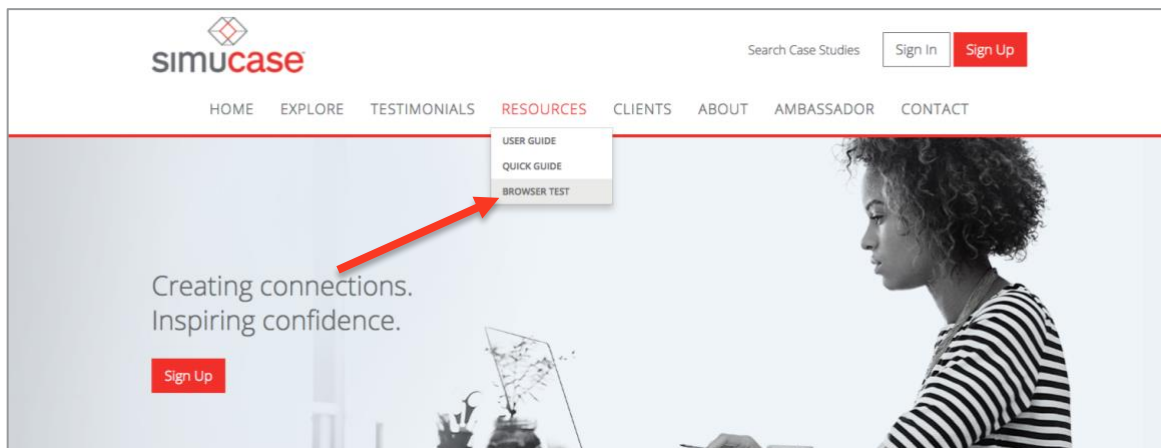 simucase
Search Case Studies Sign In Sign Up
HOME EXPLORE TESTIMONIALS RESOURCES CLIENTS ABOUT AMBASSADOR CONTACT
USER GUIDE
QUICK GUIDE
BROWSER TEST
Creating connections.
Inspiring confidence.
Sign Up